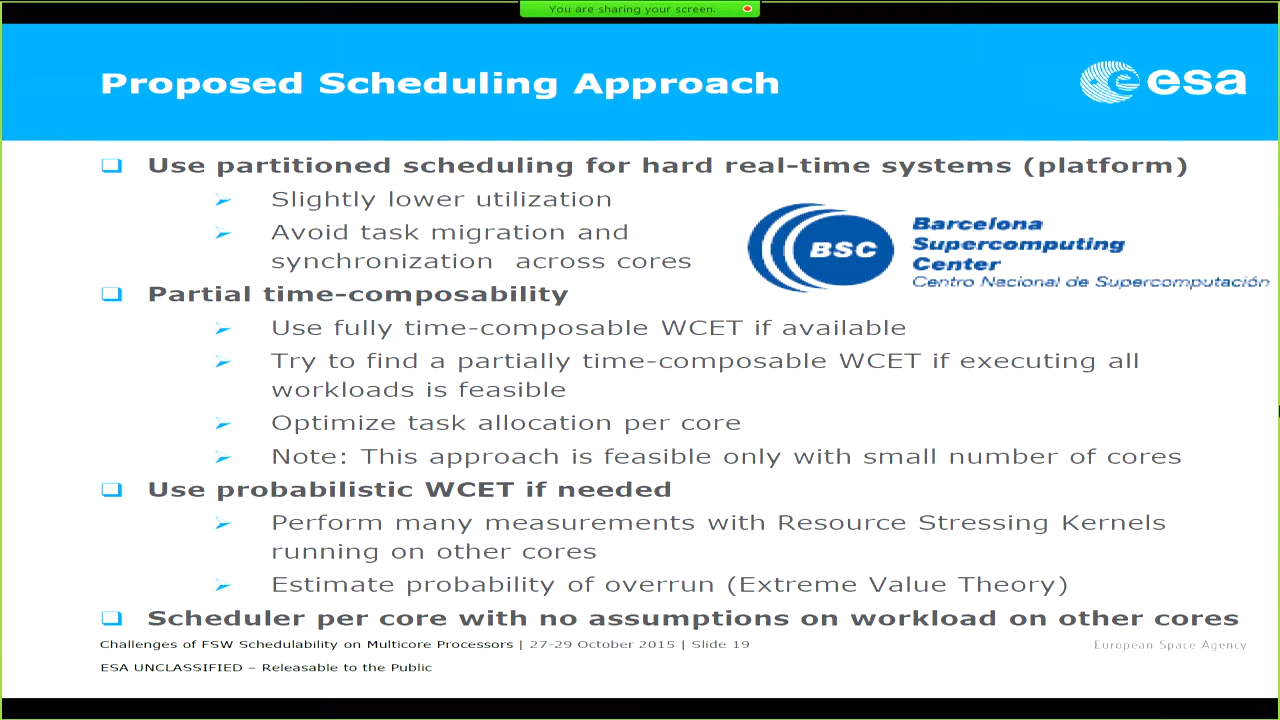 You are sharing your screen.
Proposed Scheduling Approach
esa
Use partitioned scheduling for hard real-time systems (platform)
Slightly lower utilization
Avoid task migration and
synchronization across cores
BSC
Barcelona
Supercomputing
Center
Centro Nacional de Supercomputación
Partial time-composability
Use fully time-composable WCET if available
Try to find a partially time-composable WCET if executing all
workloads is feasible
Optimize task allocation per core
Note: This approach is feasible only with small number of cores
Use probabilistic WCET if needed
Perform many measurements with Resource Stressing Kernels
running on other cores
Estimate probability of overrun (Extreme Value Theory)
Scheduler per core with no assumptions on workload on other cores
Challenges of FSW Schedulability on Multicore Processors | 27-29 October 2015 | Slide 19
European Space Agency
ESA UNCLASSIFIED – Releasable to the Public